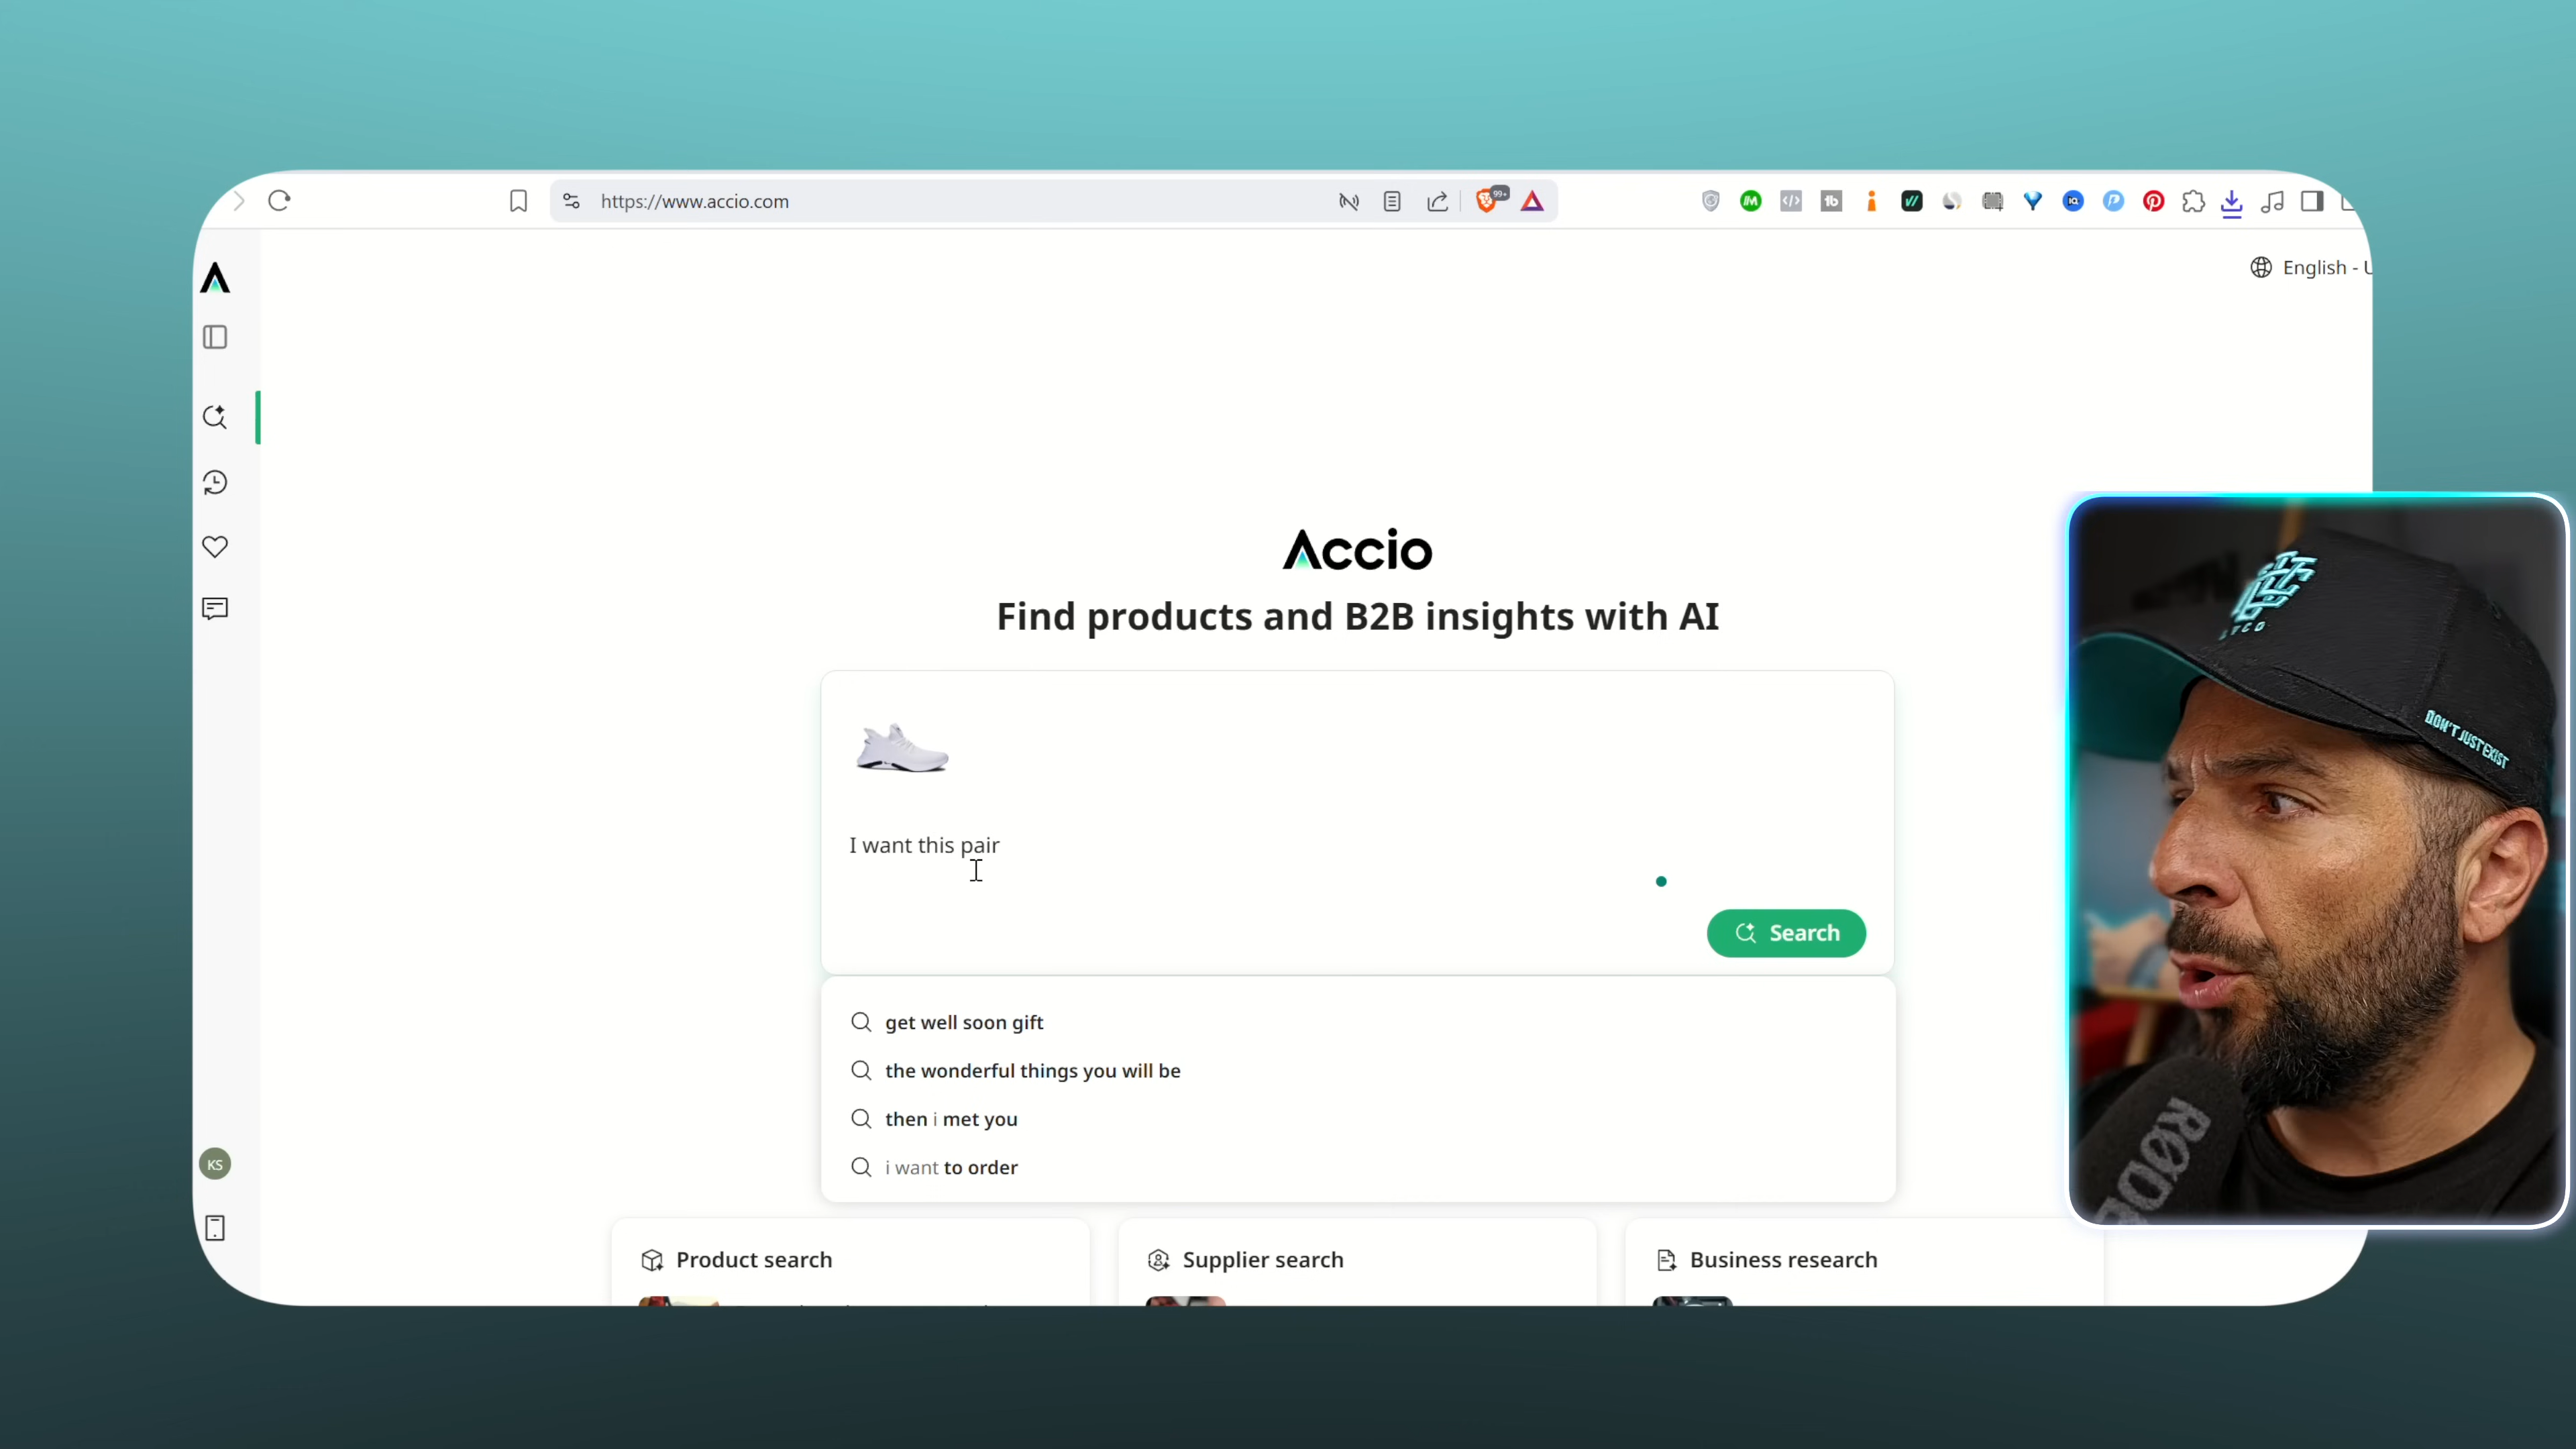 https://www.accio.com
99+
English - U
Accio
Find products and B2B insights with AI
I want this pair
Search
get well soon gift
the wonderful things you will be
then i met you
i want to order
KS
Product search
Supplier search
Business research
DON'T JUST EXIST
RØDE